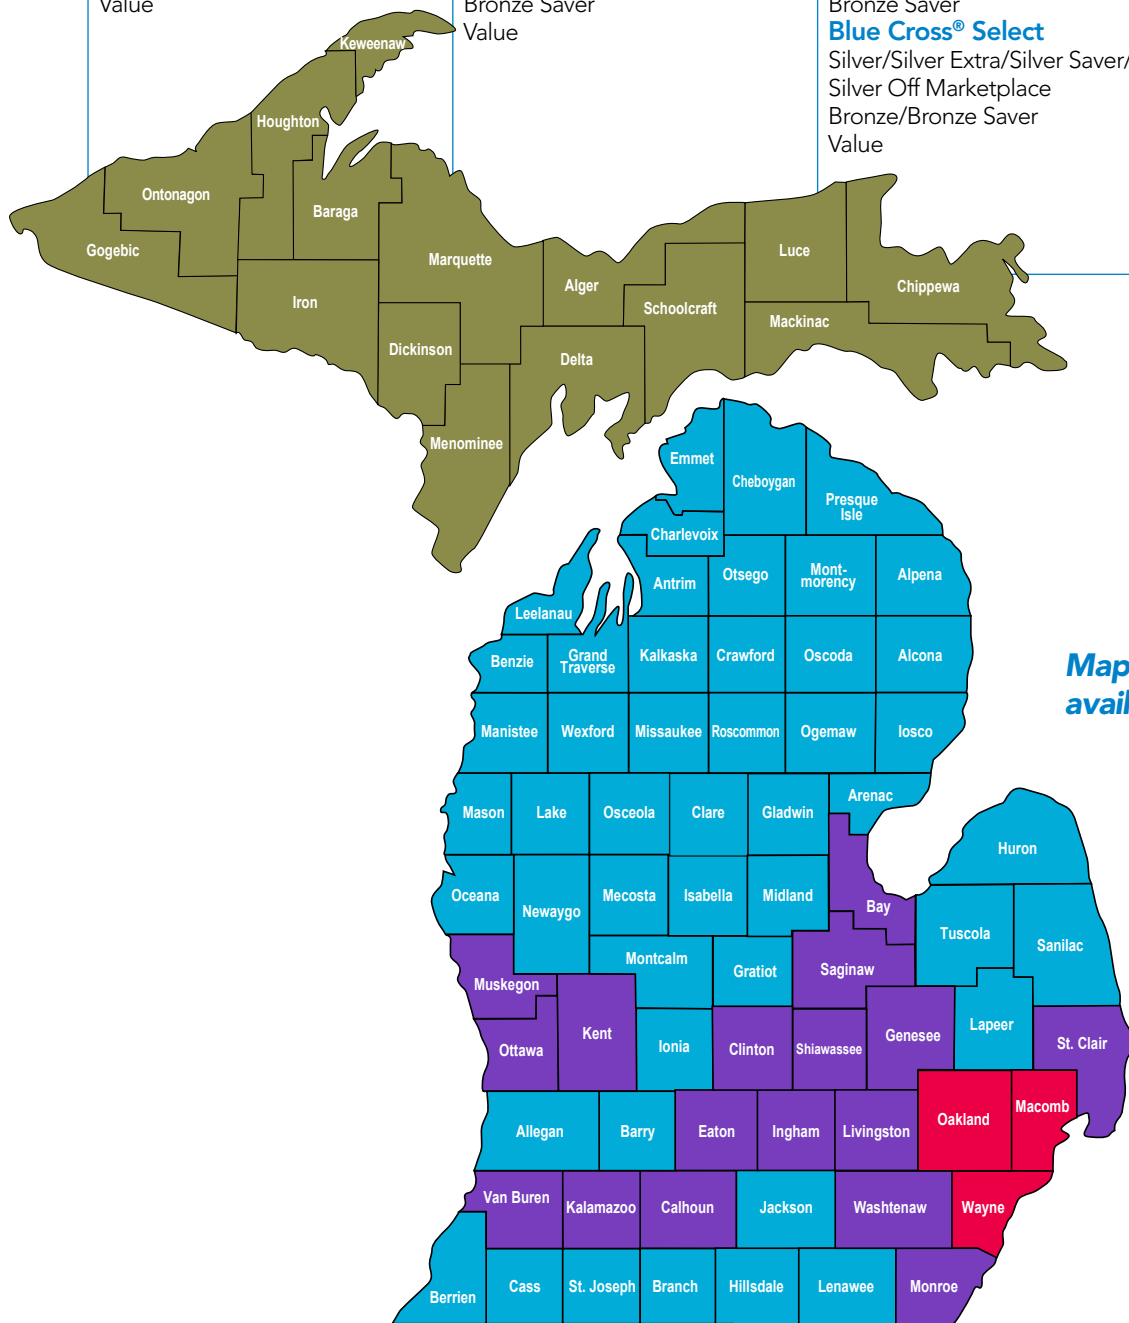 Value
Bronze Saver
Value
Bronze Saver
Blue Cross® Select
Silver/Silver Extra/Silver Saver/
Silver Off Marketplace
Bronze/Bronze Saver
Value
Keweenaw
Houghton
Ontonagon
Baraga
Gogebic
Marquette
Luce
Alger
Chippewa
Iron
Schoolcraft
Mackinac
Dickinson
Delta
Menominee
Emmet
Cheboygan
Presque
Isle
Charlevoix
Antrim
Otsego
Mont-
morency
Alpena
Leelanau
Benzie
Grand
Traverse
Kalkaska
Crawford
Oscoda
Alcona
Map
avail
Manistee
Wexford
Missaukee
Roscommon
Ogemaw
Iosco
Mason
Lake
Osceola
Clare
Gladwin
Arenac
Huron
Oceana
Newaygo
Mecosta
Isabella
Midland
Bay
Tuscola
Sanilac
Muskegon
Montcalm
Gratiot
Saginaw
Ottawa
Kent
Ionia
Clinton
Shiawassee
Genesee
Lapeer
St. Clair
Allegan
Barry
Eaton
Ingham
Livingston
Oakland
Macomb
Van Buren
Kalamazoo
Calhoun
Jackson
Washtenaw
Wayne
Berrien
Cass
St. Joseph
Branch
Hillsdale
Lenawee
Monroe